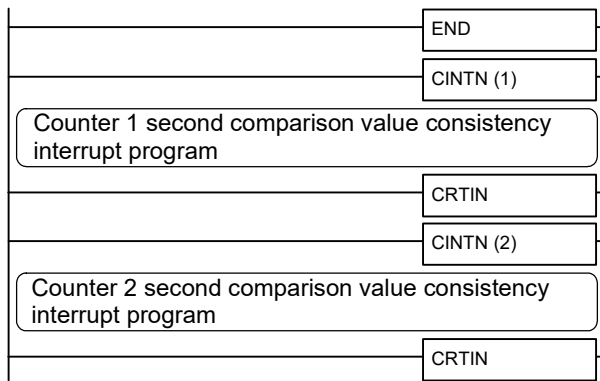 END
CINTN (1)
Counter 1 second comparison value consistency
interrupt program
CRTIN
CINTN (2)
Counter 2 second comparison value consistency
interrupt program
CRTIN